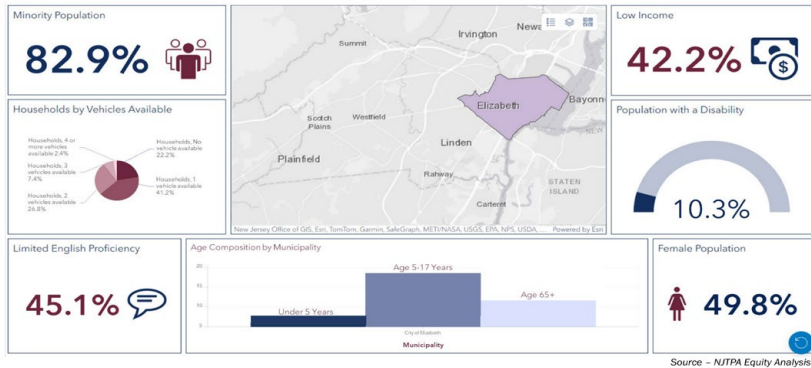 Minority Population
82.9%
Households by Vehicles Available
Households, 4 or
more vehicles
available 2.4%
Households, No
vehicle available
22.2%
Households, 3
vehicles available
7.4%
Households, 1
vehicle available
41.2%
Households, 2
vehicles available
26.8%
Limited English Proficiency
45.1%
Summit
Irvington
Newa
Elizabeth
Bayonn
NEW
Scotch
Plains
Westfield
Linden
Plainfield
Rahway
STATEN
ISLAND
Carteret
New Jersey Office of GIS, Esri, TomTom, Garmin, SafeGraph, METI/NASA, USGS, EPA, NPS, USDA, ...
Powered by Esri
Age Composition by Municipality
20
15
10
5
Under 5 Years
Age 5-17 Years
Age 65+
City of Elizabeth
Municipality
Low Income
42.2%
$
Population with a Disability
10.3%
Female Population
49.8%
Source – NJTPA Equity Analysis